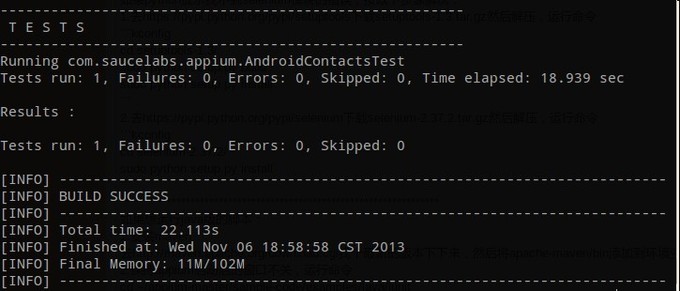 -------------------------------------------------------
T E S T S
-------------------------------------------------------
Running com.saucelabs.appium.AndroidContactsTest
Tests run: 1, Failures: 0, Errors: 0, Skipped: 0, Time elapsed: 18.939 sec
Results :
Tests run: 1, Failures: 0, Errors: 0, Skipped: 0
[INFO] ------------------------------------------------------------------------
[INFO] BUILD SUCCESS
[INFO] ------------------------------------------------------------------------
[INFO] Total time: 22.113s
[INFO] Finished at: Wed Nov 06 18:58:58 CST 2013
[INFO] Final Memory: 11M/102M
[INFO] ------------------------------------------------------------------------